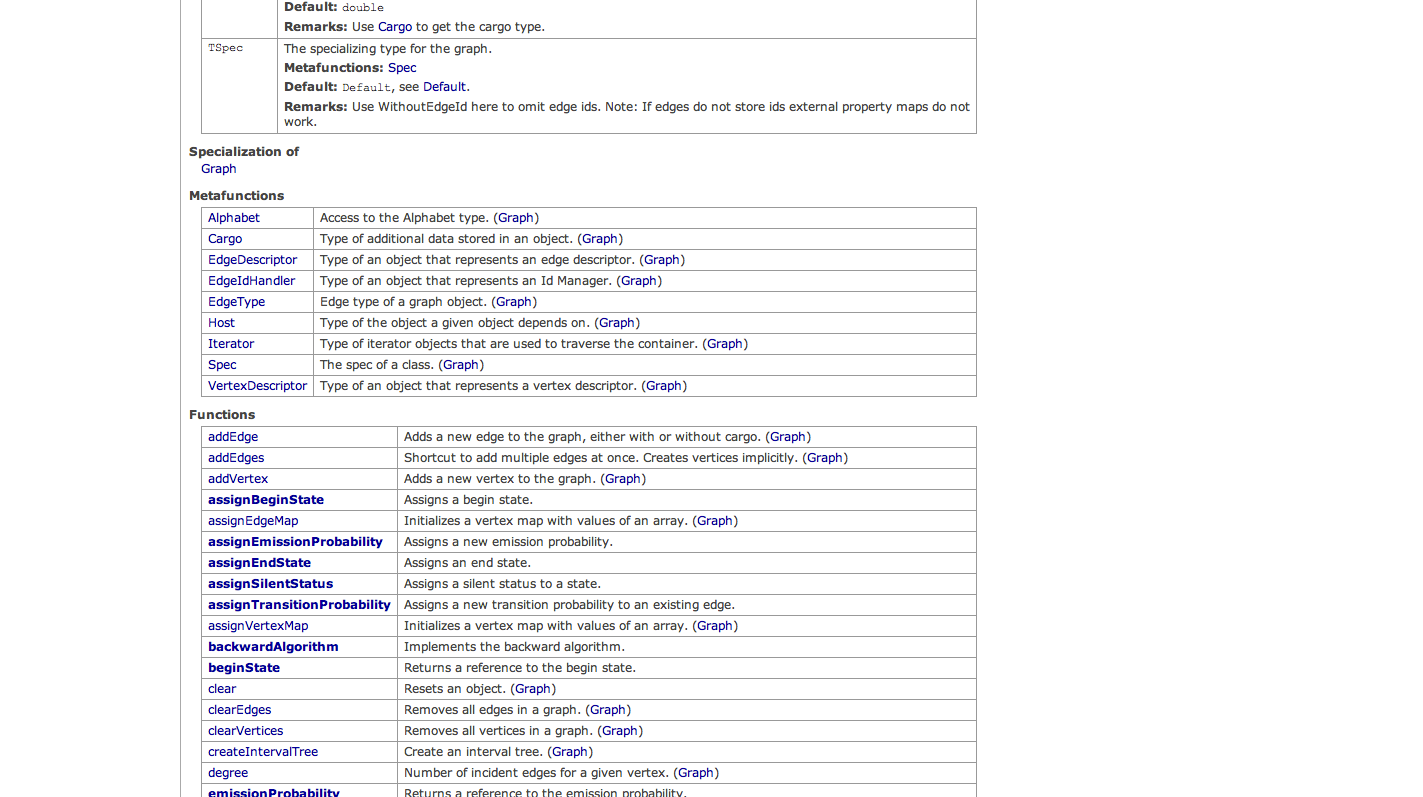 Default: double
Remarks: Use Cargo to get the cargo type.
TSpec The specializing type for the graph.
Metafunctions: Spec
Default: Default, see Default.
Remarks: Use WithoutEdgeId here to omit edge ids. Note: If edges do not store ids external property maps do not
work.
Specialization of
Graph
Metafunctions
Alphabet Access to the Alphabet type. (Graph)
Cargo Type of additional data stored in an object. (Graph)
EdgeDescriptor Type of an object that represents an edge descriptor. (Graph)
EdgeIdHandler Type of an object that represents an Id Manager. (Graph)
EdgeType Edge type of a graph object. (Graph)
Host Type of the object a given object depends on. (Graph)
Iterator Type of iterator objects that are used to traverse the container. (Graph)
Spec The spec of a class. (Graph)
VertexDescriptor Type of an object that represents a vertex descriptor. (Graph)
Functions
addEdge Adds a new edge to the graph, either with or without cargo. (Graph)
addEdges Shortcut to add multiple edges at once. Creates vertices implicitly. (Graph)
addVertex Adds a new vertex to the graph. (Graph)
assignBeginState Assigns a begin state.
assignEdgeMap Initializes a vertex map with values of an array. (Graph)
assignEmissionProbability Assigns a new emission probability.
assignEndState Assigns an end state.
assignSilentStatus Assigns a silent status to a state.
assignTransitionProbability Assigns a new transition probability to an existing edge.
assignVertexMap Initializes a vertex map with values of an array. (Graph)
backwardAlgorithm Implements the backward algorithm.
beginState Returns a reference to the begin state.
clear Resets an object. (Graph)
clearEdges Removes all edges in a graph. (Graph)
clearVertices Removes all vertices in a graph. (Graph)
createIntervalTree Create an interval tree. (Graph)
degree Number of incident edges for a given vertex. (Graph)
emissionProbability Returns a reference to the emission probability.